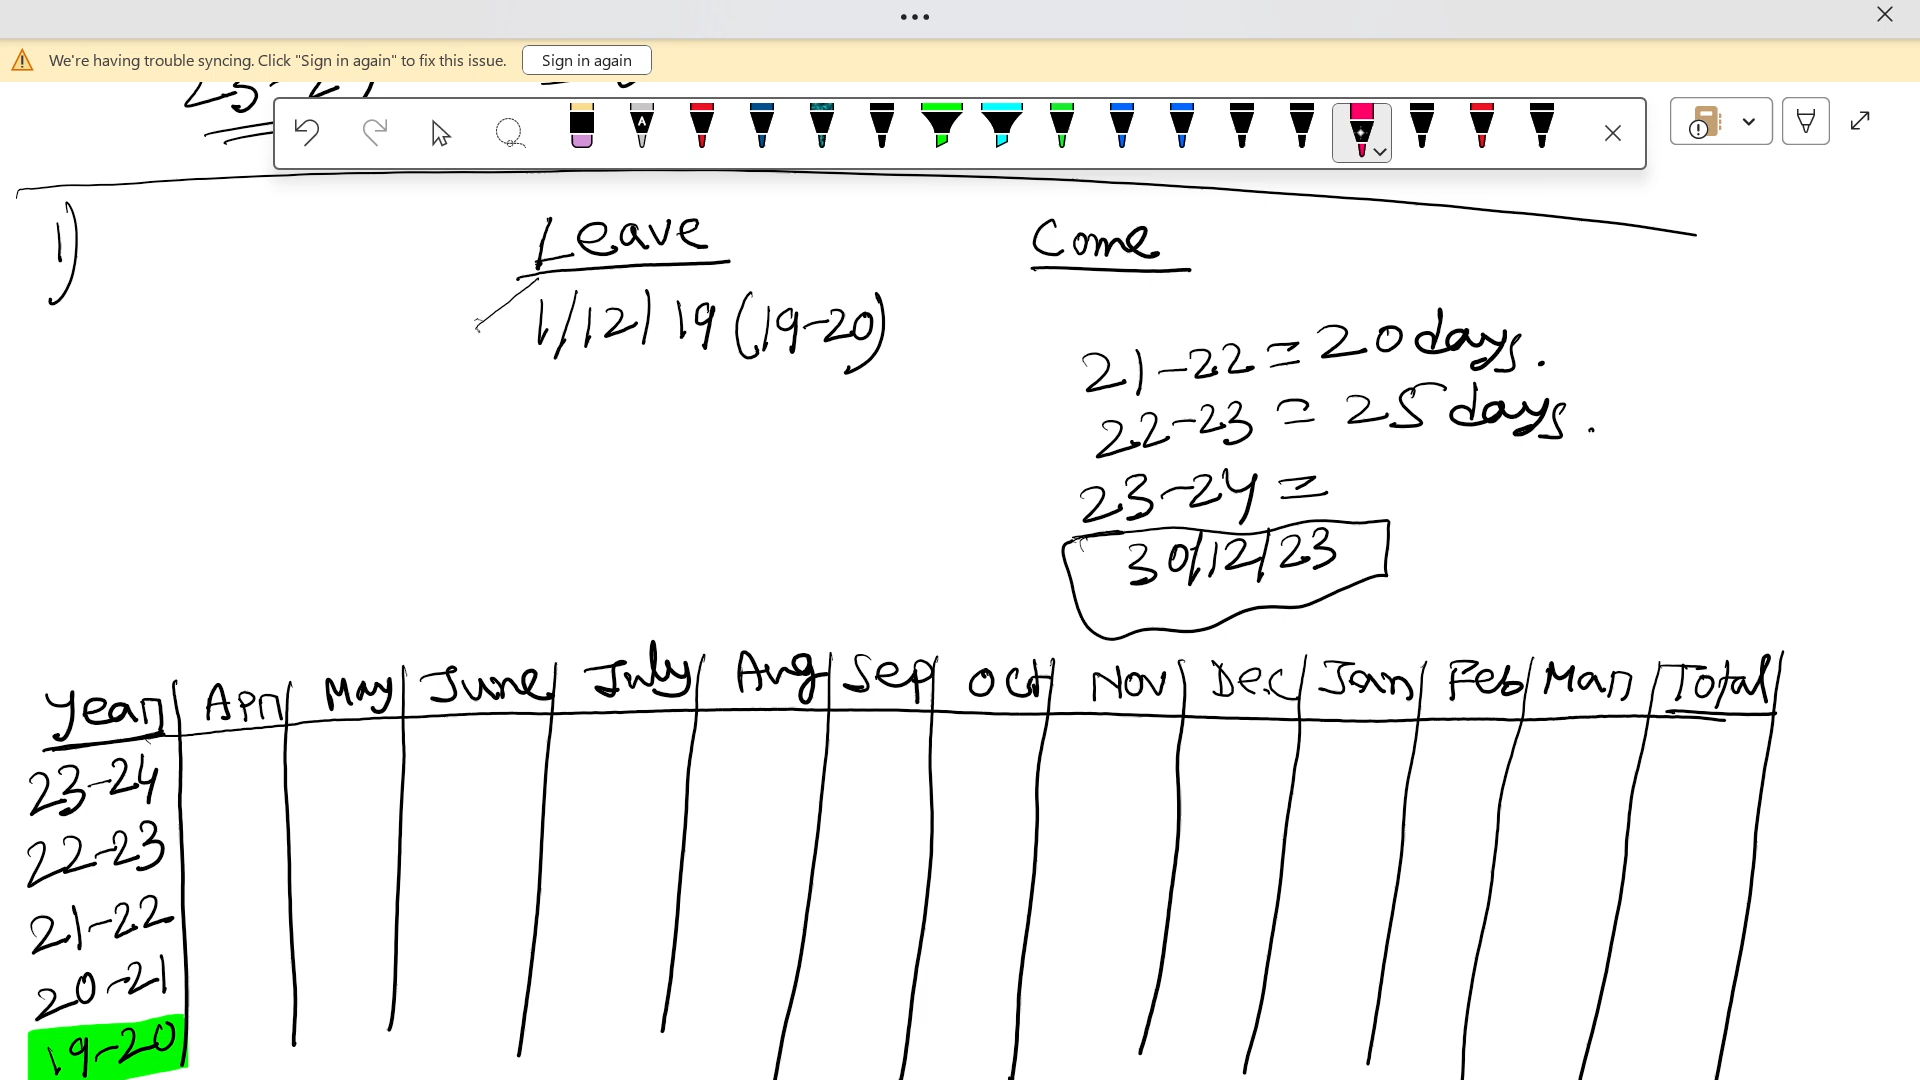 We're having trouble syncing. Click "Sign in again" to fix this issue. Sign in again
1) Leave Come
1/12/19 (19-20)
21-22 = 20 days.
22-23 = 25 days.
23-24 =
30/12/23
Year Apr May June July Aug Sep Oct Nov Dec Jan Feb Mar Total
23-24
22-23
21-22
20-21
19-20